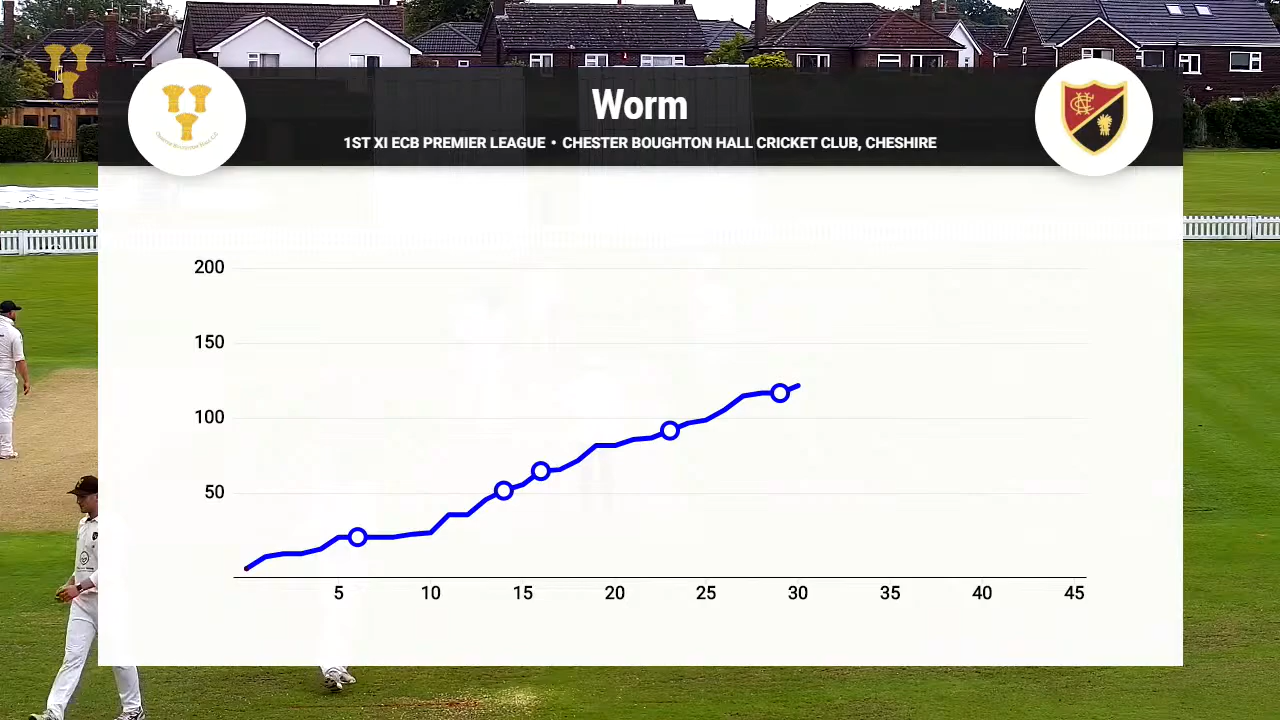 Worm
1ST XI ECB PREMIER LEAGUE • CHESTER BOUGHTON HALL CRICKET CLUB, CHESHIRE
200
150
100
50
5 10 15 20 25 30 35 40 45